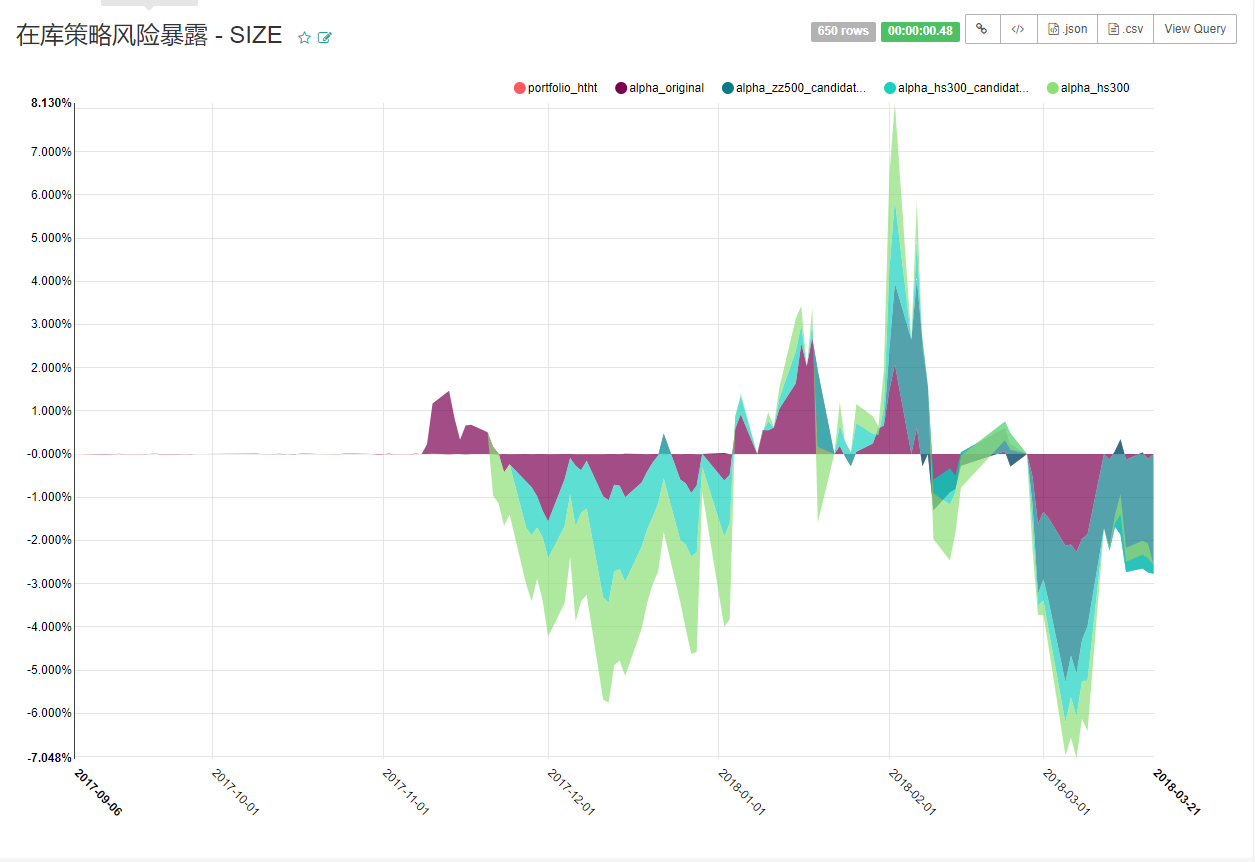 在库策略风险暴露 - SIZE
650 rows
00:00:00.48
.json
.csv
View Query
portfolio_htht
alpha_original
alpha_zz500_candidat...
alpha_hs300_candidat...
alpha_hs300
8.130%
7.000%
6.000%
5.000%
4.000%
3.000%
2.000%
1.000%
-0.000%
-1.000%
-2.000%
-3.000%
-4.000%
-5.000%
-6.000%
-7.048%
2017-09-06
2017-10-01
2017-11-01
2017-12-01
2018-01-01
2018-02-01
2018-03-01
2018-03-21